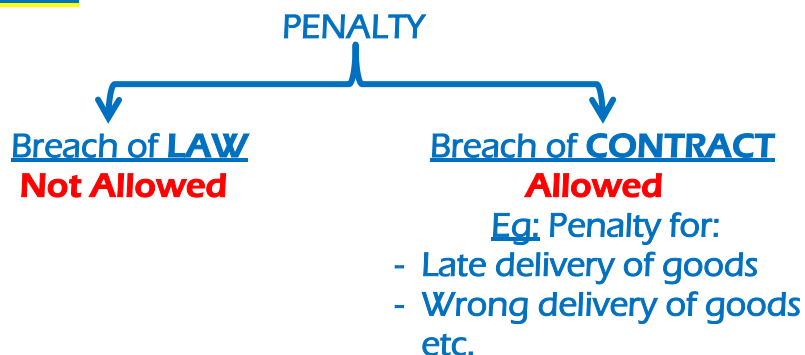 PENALTY
Breach of LAW
Not Allowed
Breach of CONTRACT
Allowed
Eg: Penalty for:
- Late delivery of goods
- Wrong delivery of goods
etc.